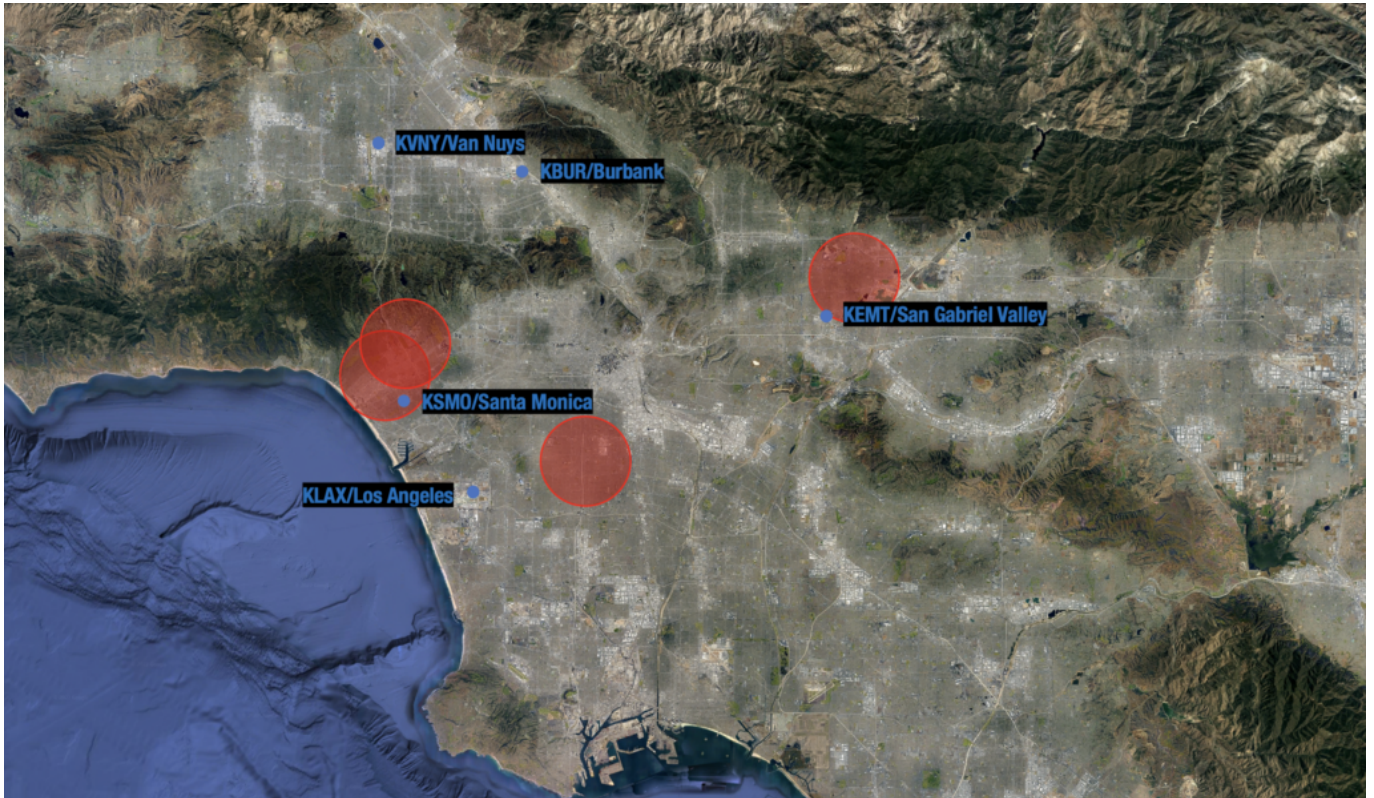 KVNY/Van Nuys
KBUR/Burbank
KEMT/San Gabriel Valley
KSMO/Santa Monica
KLAX/Los Angeles